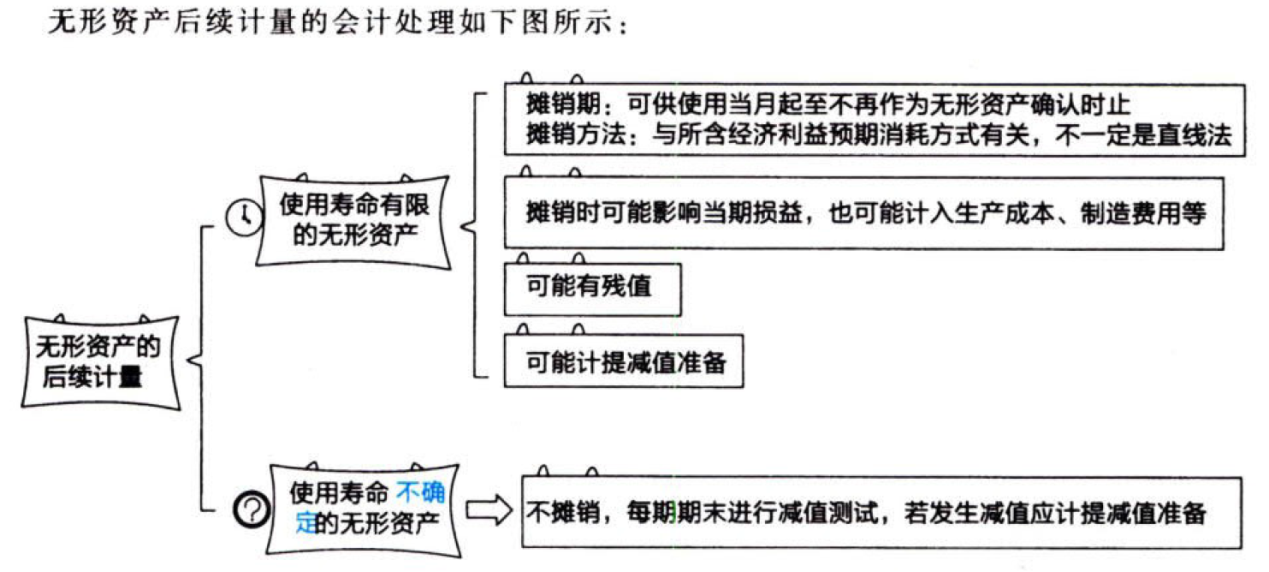 无形资产后续计量的会计处理如下图所示：
摊销期：可供使用当月起至不再作为无形资产确认时止
摊销方法：与所含经济利益预期消耗方式有关，不一定是直线法
使用寿命有限
的无形资产
摊销时可能影响当期损益，也可能计入生产成本、制造费用等
可能有残值
可能计提减值准备
无形资产的
后续计量
使用寿命 不确
定的无形资产
不摊销，每期期末进行减值测试，若发生减值应计提减值准备